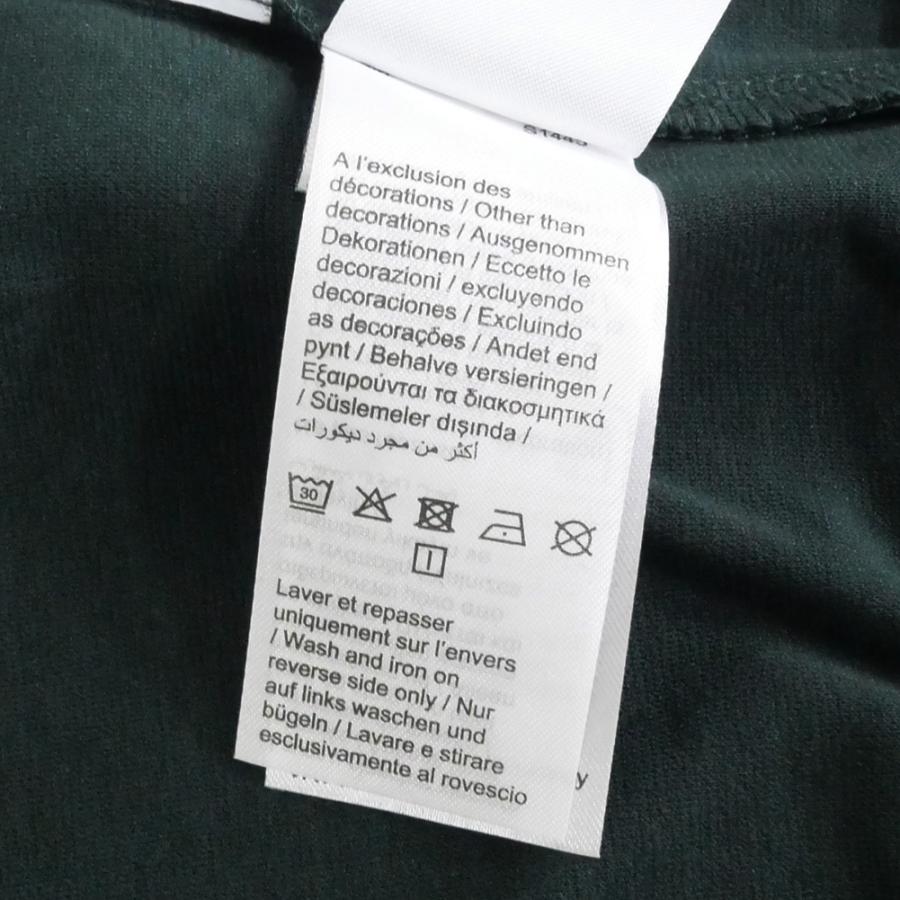 S1445
A l'exclusion des
décorations / Other than
decorations / Ausgenommen
Dekorationen / Eccetto le
decorazioni / excluyendo
decoraciones / Excluindo
as decorações / Andet end
pynt / Behalve versieringen /
Εξαιρούνται τα διακοσμητικά
/ Süslemeler dışında /
أكثر من مجرد ديكورات
30
Laver et repasser
uniquement sur l'envers
/ Wash and iron on
reverse side only / Nur
auf links waschen und
bügeln / Lavare e stirare
esclusivamente al rovescio